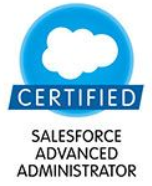 CERTIFIED
SALESFORCE
ADVANCED
ADMINISTRATOR